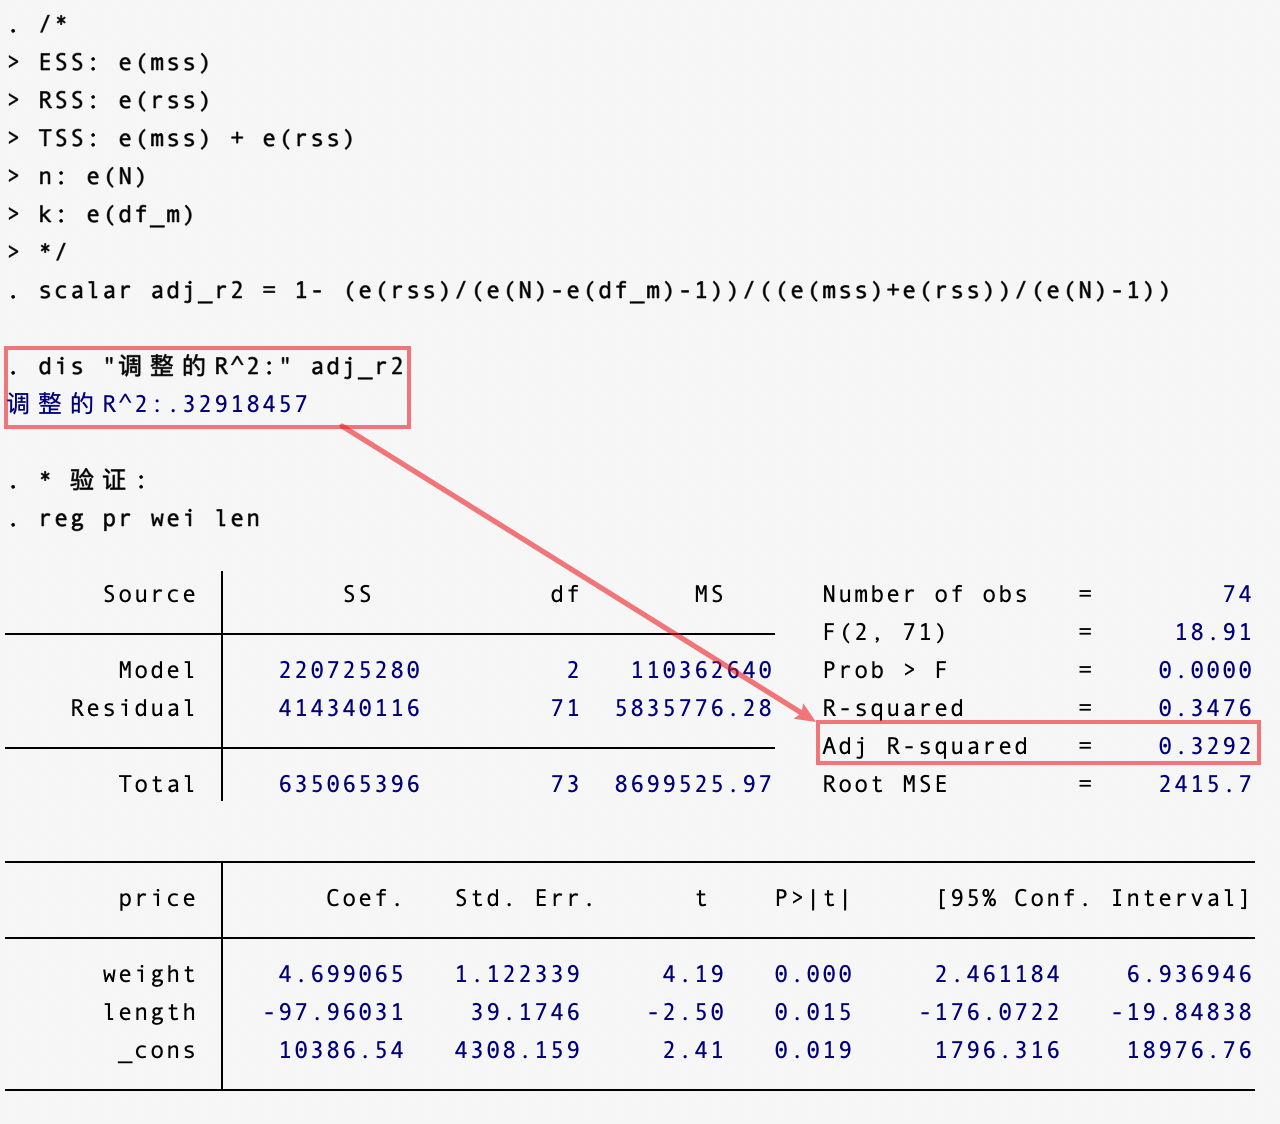 . /*
> ESS: e(mss)
> RSS: e(rss)
> TSS: e(mss) + e(rss)
> n: e(N)
> k: e(df_m)
> */
. scalar adj_r2 = 1- (e(rss)/(e(N)-e(df_m)-1))/((e(mss)+e(rss))/(e(N)-1))
. dis "调整的R^2:" adj_r2
调整的R^2:.32918457
. * 验证:
. reg pr wei len
Source SS df MS Number of obs = 74
F(2, 71) = 18.91
Model 220725280 2 110362640 Prob > F = 0.0000
Residual 414340116 71 5835776.28 R-squared = 0.3476
Adj R-squared = 0.3292
Total 635065396 73 8699525.97 Root MSE = 2415.7
price Coef. Std. Err. t P>|t| [95% Conf. Interval]
weight 4.699065 1.122339 4.19 0.000 2.461184 6.936946
length -97.96031 39.1746 -2.50 0.015 -176.0722 -19.84838
_cons 10386.54 4308.159 2.41 0.019 1796.316 18976.76